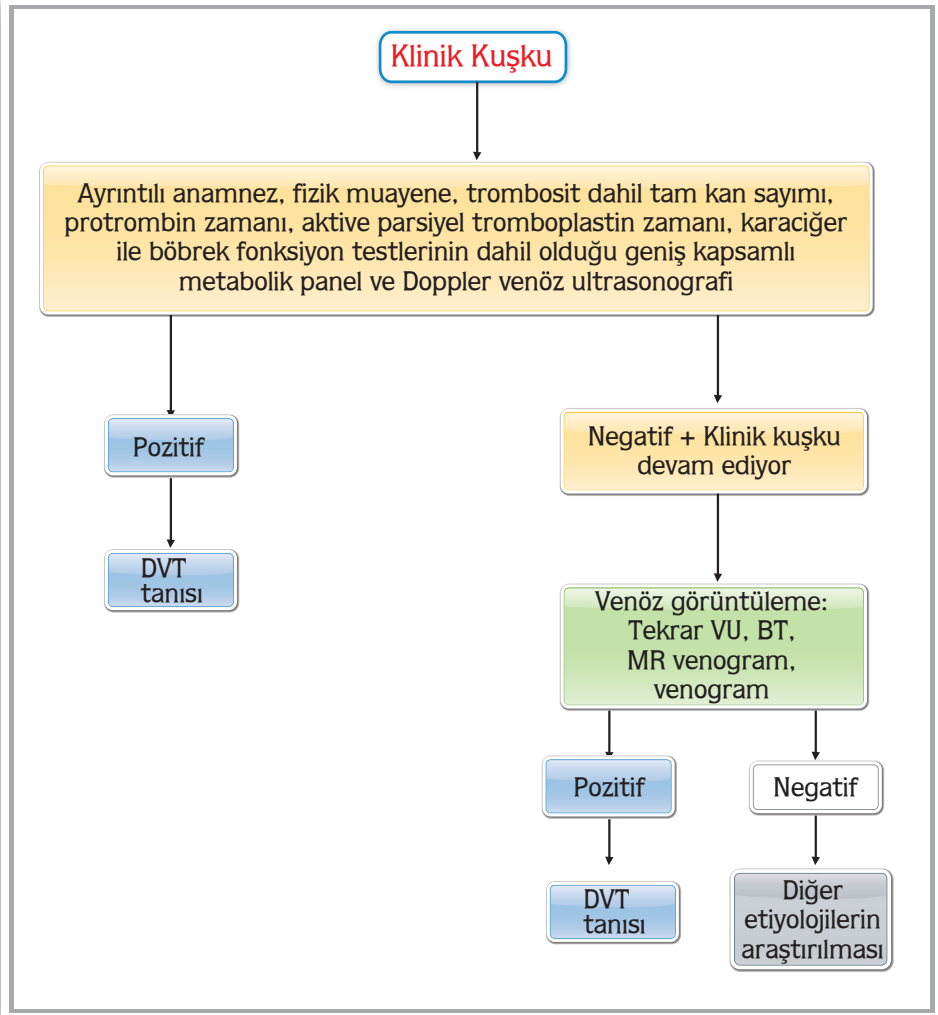 Klinik Kuşku
Ayrıntılı anamnez, fizik muayene, trombosit dahil tam kan sayımı,
protrombin zamanı, aktive parsiyel tromboplastin zamanı, karaciğer
ile böbrek fonksiyon testlerinin dahil olduğu geniş kapsamlı
metabolik panel ve Doppler venöz ultrasonografi
Pozitif
DVT
tanısı
Negatif + Klinik kuşku
devam ediyor
Venöz görüntüleme:
Tekrar VU, BT,
MR venogram,
venogram
Pozitif
DVT
tanısı
Negatif
Diğer
etiyolojilerin
araştırılması